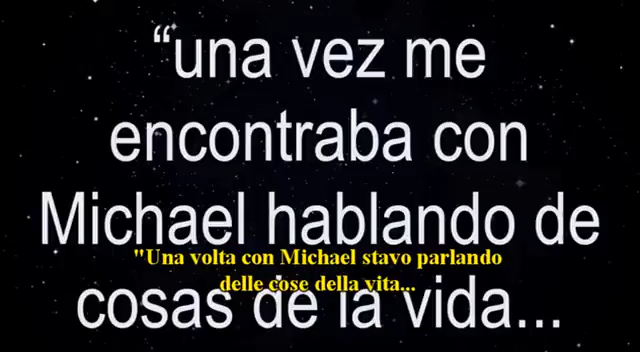 “una vez me
encontraba con
Michael hablando de
"Una volta con Michael stavo parlando
delle cose della vita...
cosas de la vida...